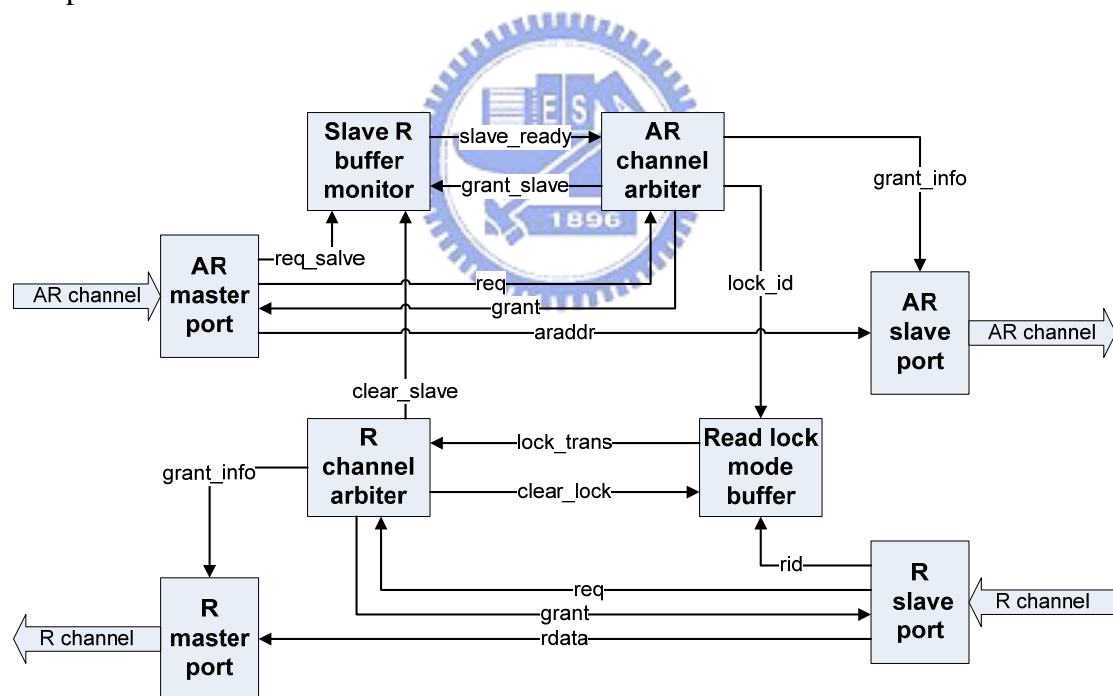 E S A
1896
Slave R
buffer
monitor
slave_ready
grant_slave
AR
channel
arbiter
grant_info
AR channel
AR
master
port
req_salve
req
grant
araddr
lock_id
AR
slave
port
AR channel
clear_slave
R
channel
arbiter
lock_trans
clear_lock
Read lock
mode
buffer
grant_info
rid
req
grant
rdata
R channel
R
master
port
R
slave
port
R channel